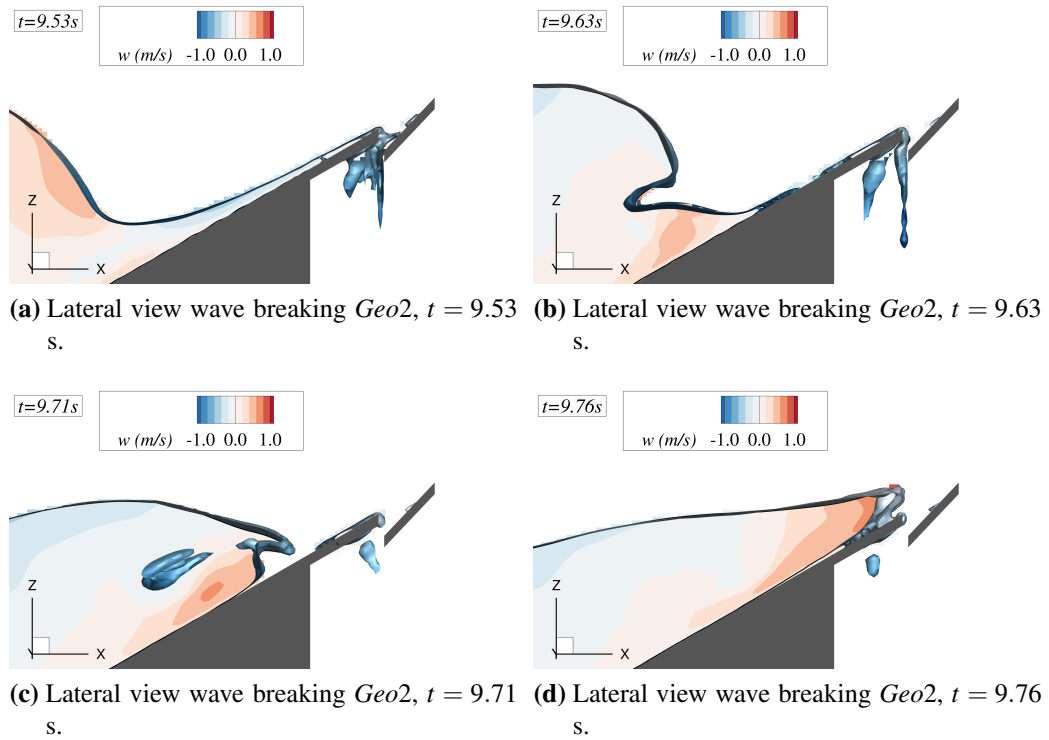 t=9.53s
w (m/s) -1.0 0.0 1.0
Z
Y X
(a) Lateral view wave breaking Geo2, t = 9.53
s.
t=9.63s
w (m/s) -1.0 0.0 1.0
Z
Y X
(b) Lateral view wave breaking Geo2, t = 9.63
s.
t=9.71s
w (m/s) -1.0 0.0 1.0
Z
Y X
(c) Lateral view wave breaking Geo2, t = 9.71
s.
t=9.76s
w (m/s) -1.0 0.0 1.0
Z
Y X
(d) Lateral view wave breaking Geo2, t = 9.76
s.